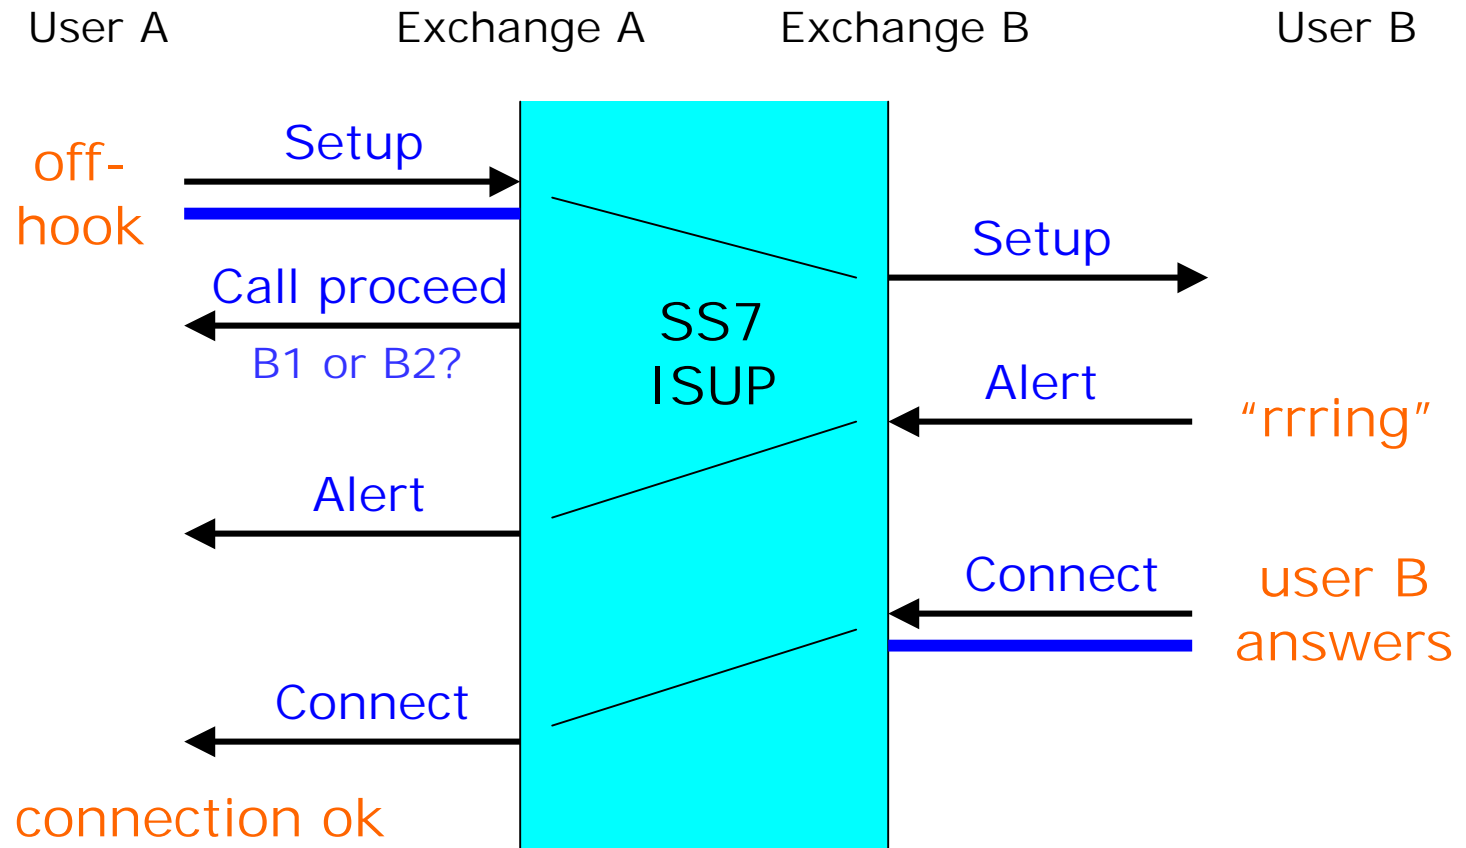 User A
Exchange A
Exchange B
User B
off-
hook
Setup
Setup
Call proceed
B1 or B2?
SS7
ISUP
Alert
“rrring”
Alert
Connect
user B
answers
Connect
connection ok